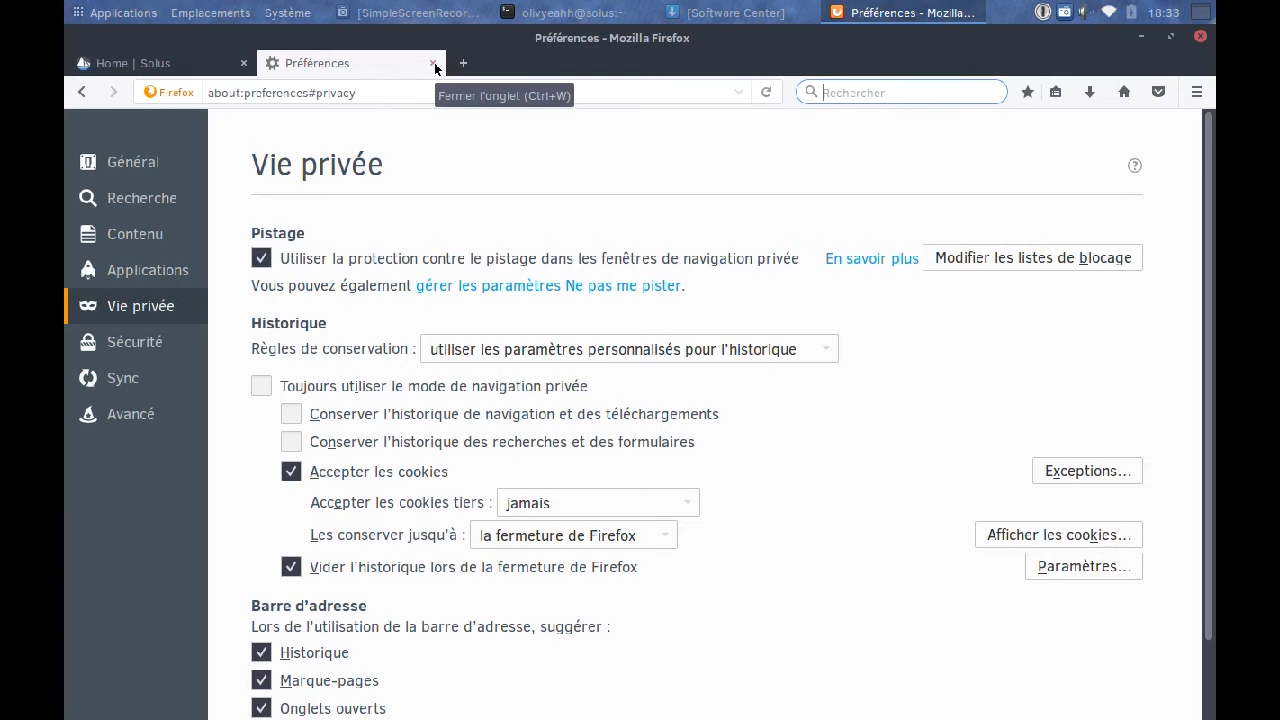 Applications Emplacements Système [SimpleScreenRecor... olivyeahh@solus:~ [Software Center] Préférences - Mozilla... 18:33
Préférences - Mozilla Firefox
Home | Solus Préférences
Firefox about:preferences#privacy Rechercher
Fermer l'onglet (Ctrl+W)
Général
Recherche
Contenu
Applications
Vie privée
Sécurité
Sync
Avancé
Vie privée
Pistage
Utiliser la protection contre le pistage dans les fenêtres de navigation privée En savoir plus Modifier les listes de blocage
Vous pouvez également gérer les paramètres Ne pas me pister.
Historique
Règles de conservation : utiliser les paramètres personnalisés pour l'historique
Toujours utiliser le mode de navigation privée
Conserver l'historique de navigation et des téléchargements
Conserver l'historique des recherches et des formulaires
Accepter les cookies Exceptions...
Accepter les cookies tiers : jamais
Les conserver jusqu'à : la fermeture de Firefox Afficher les cookies...
Vider l'historique lors de la fermeture de Firefox Paramètres...
Barre d'adresse
Lors de l'utilisation de la barre d'adresse, suggérer :
Historique
Marque-pages
Onglets ouverts